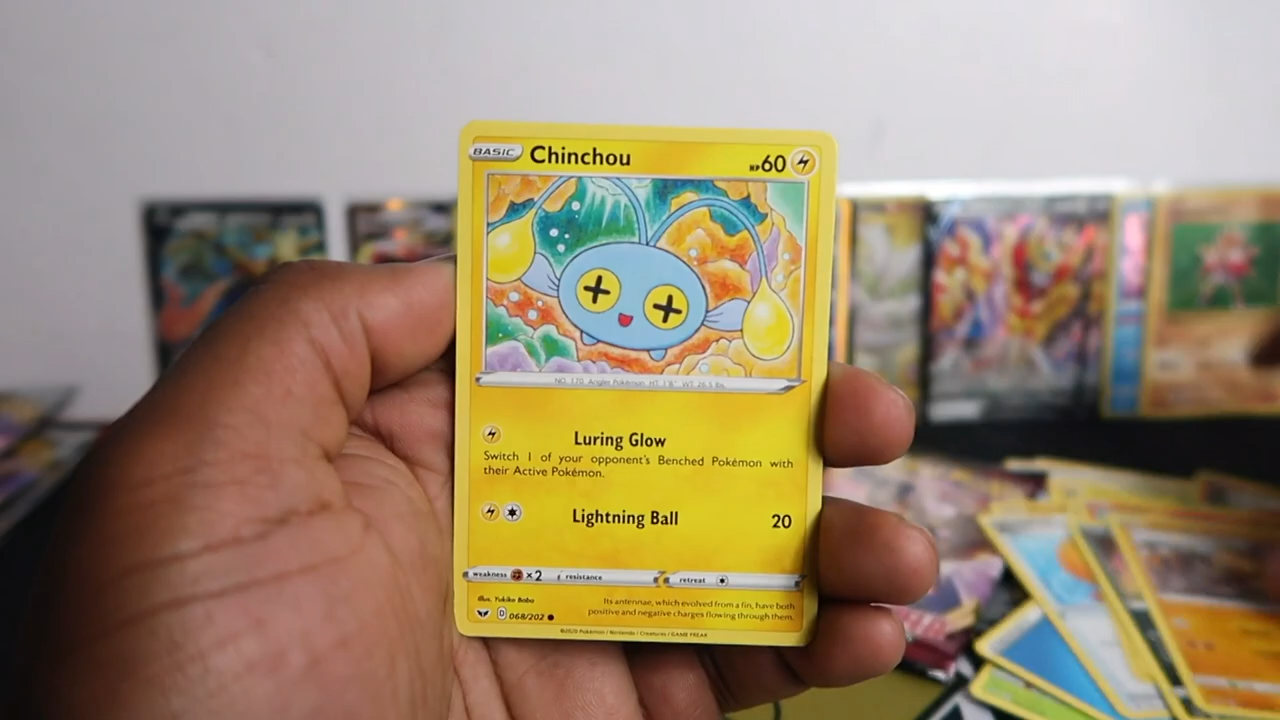 BASIC Chinchou HP60
NO. 170 Angler Pokémon HT: 1'8" WT: 26.5 lbs.
Luring Glow
Switch 1 of your opponent's Benched Pokémon with
their Active Pokémon.
Lightning Ball 20
weakness ×2 resistance retreat
Illus. Yukiko Baba
Its antennae, which evolved from a fin, have both
positive and negative charges flowing through them.
D 068/202
©2020 Pokémon / Nintendo / Creatures / GAME FREAK